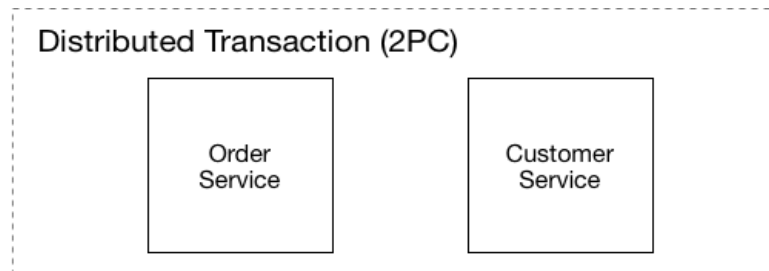 Distributed Transaction (2PC)
Order
Service
Customer
Service